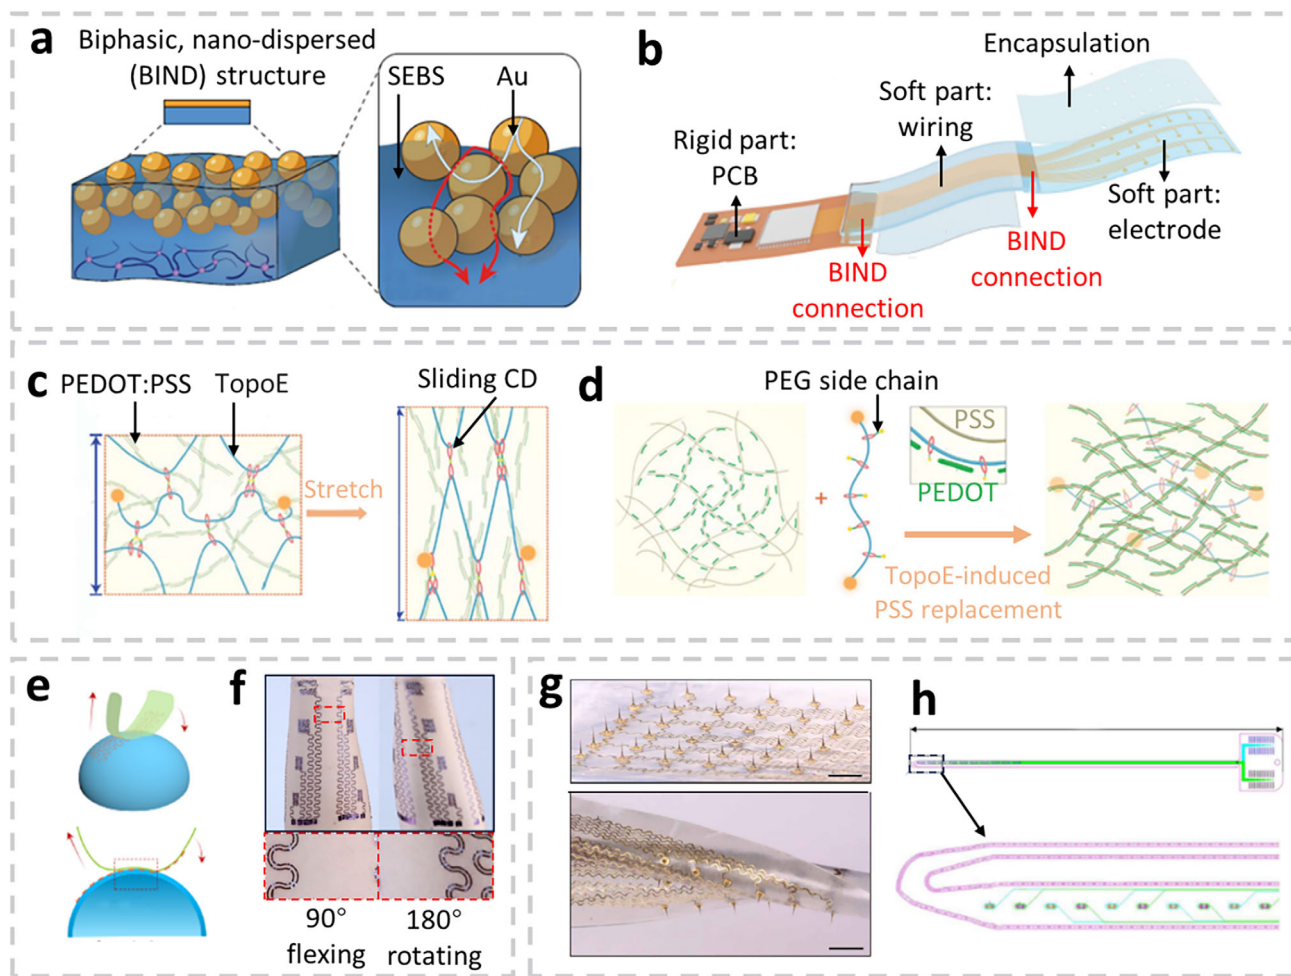 a
Biphasic, nano-dispersed
(BIND) structure
SEBS
Au
b
Encapsulation
Soft part:
wiring
Rigid part:
PCB
Soft part:
electrode
BIND
connection
BIND
connection
c
PEDOT:PSS
TopoE
Stretch
Sliding CD
d
PEG side chain
+
PSS
PEDOT
TopoE-induced
PSS replacement
e
f
90°
flexing
180°
rotating
g
h